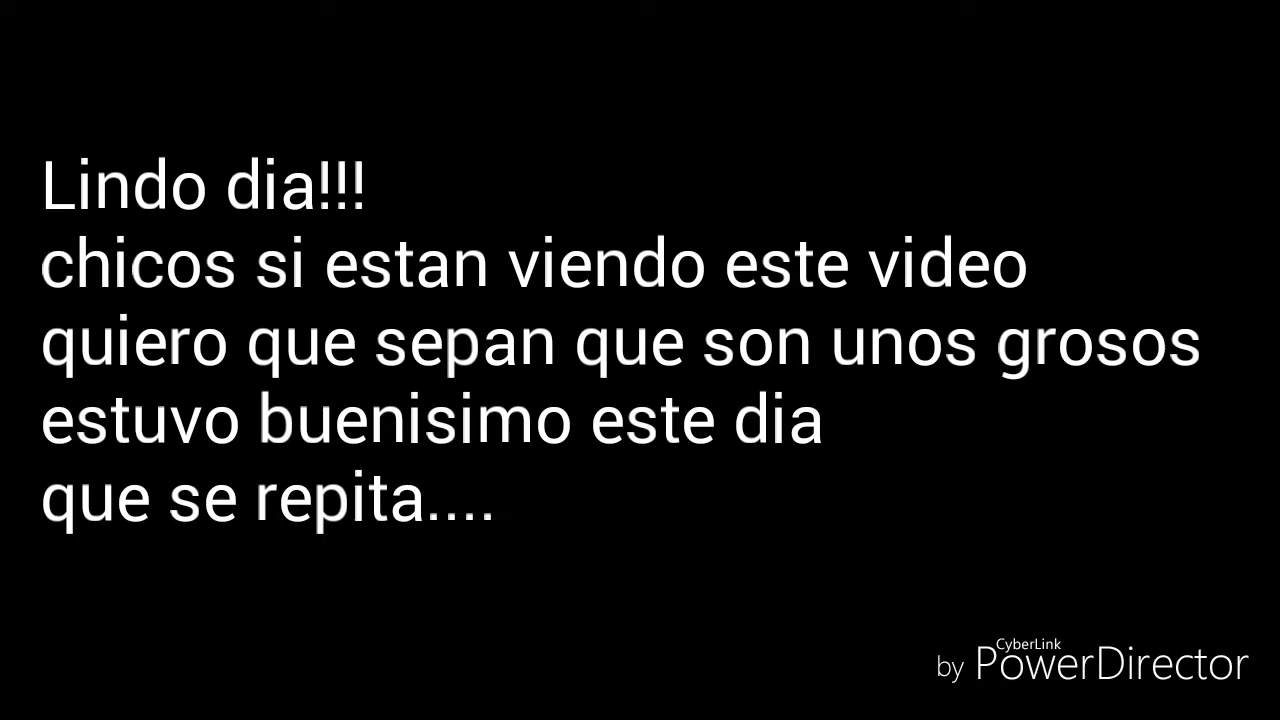 Lindo dia!!!
chicos si estan viendo este video
quiero que sepan que son unos grosos
estuvo buenisimo este dia
que se repita....
by CyberLink PowerDirector